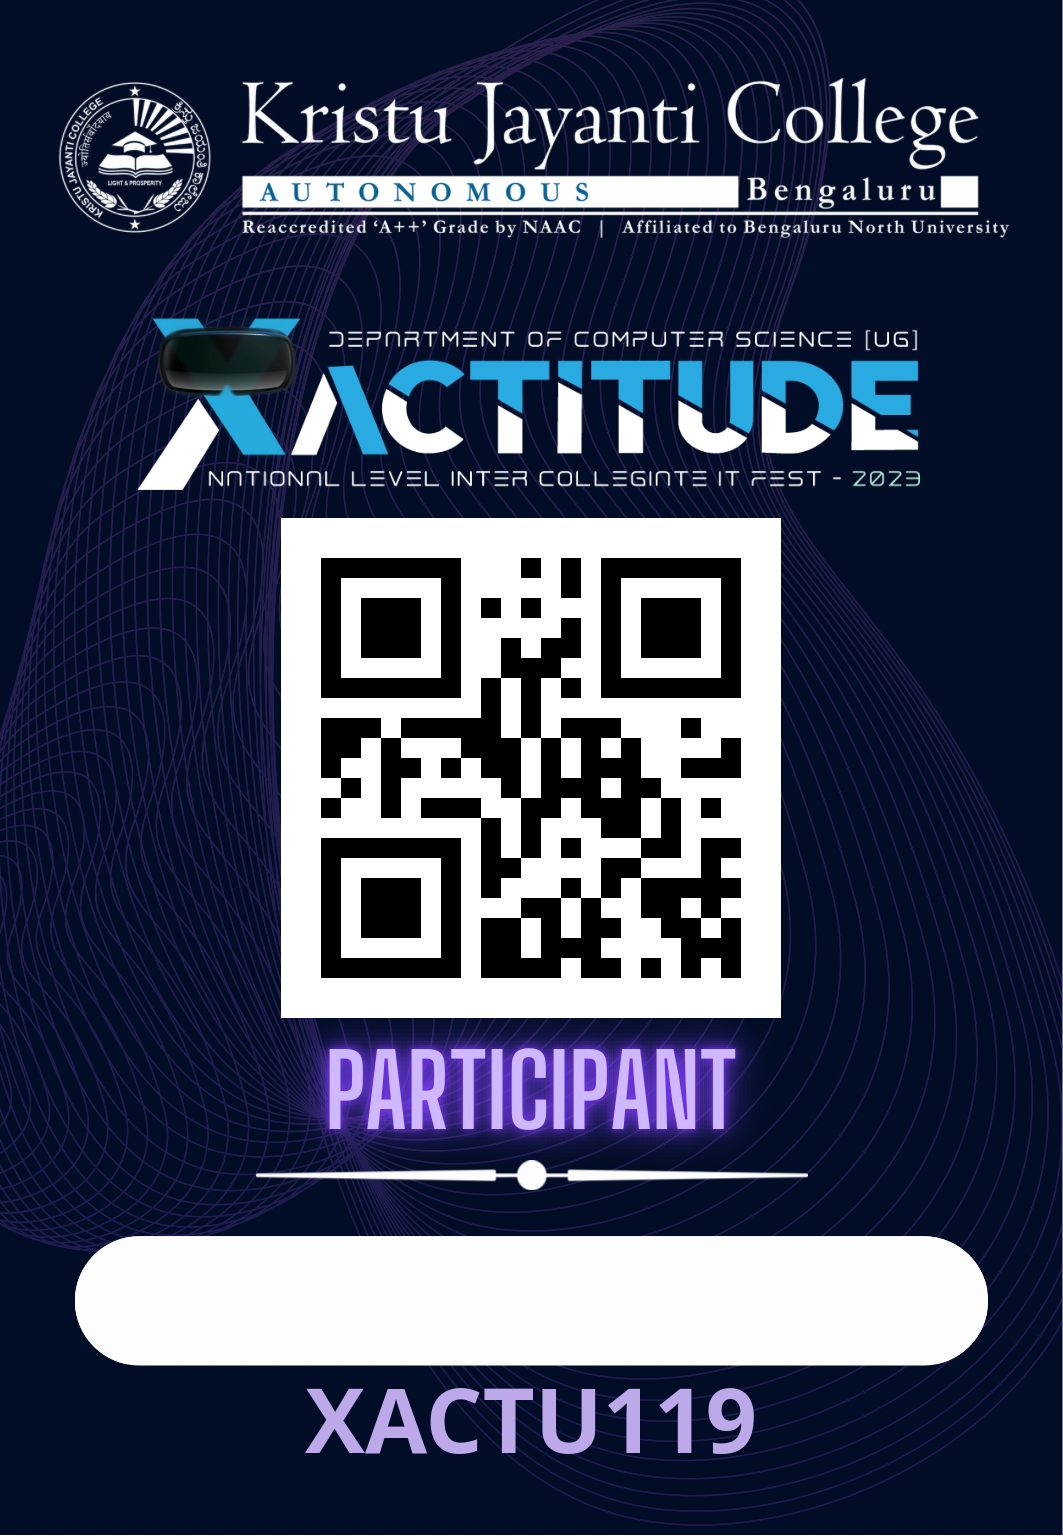 KRISTU JAYANTI COLLEGE
LIGHT & PROSPERITY
Kristu Jayanti College
AUTONOMOUS Bengaluru
Reaccredited ‘A++’ Grade by NAAC | Affiliated to Bengaluru North University
DEPARTMENT OF COMPUTER SCIENCE [UG]
XACTITUDE
NATIONAL LEVEL INTER COLLEGIATE IT FEST - 2023
PARTICIPANT
XACTU119